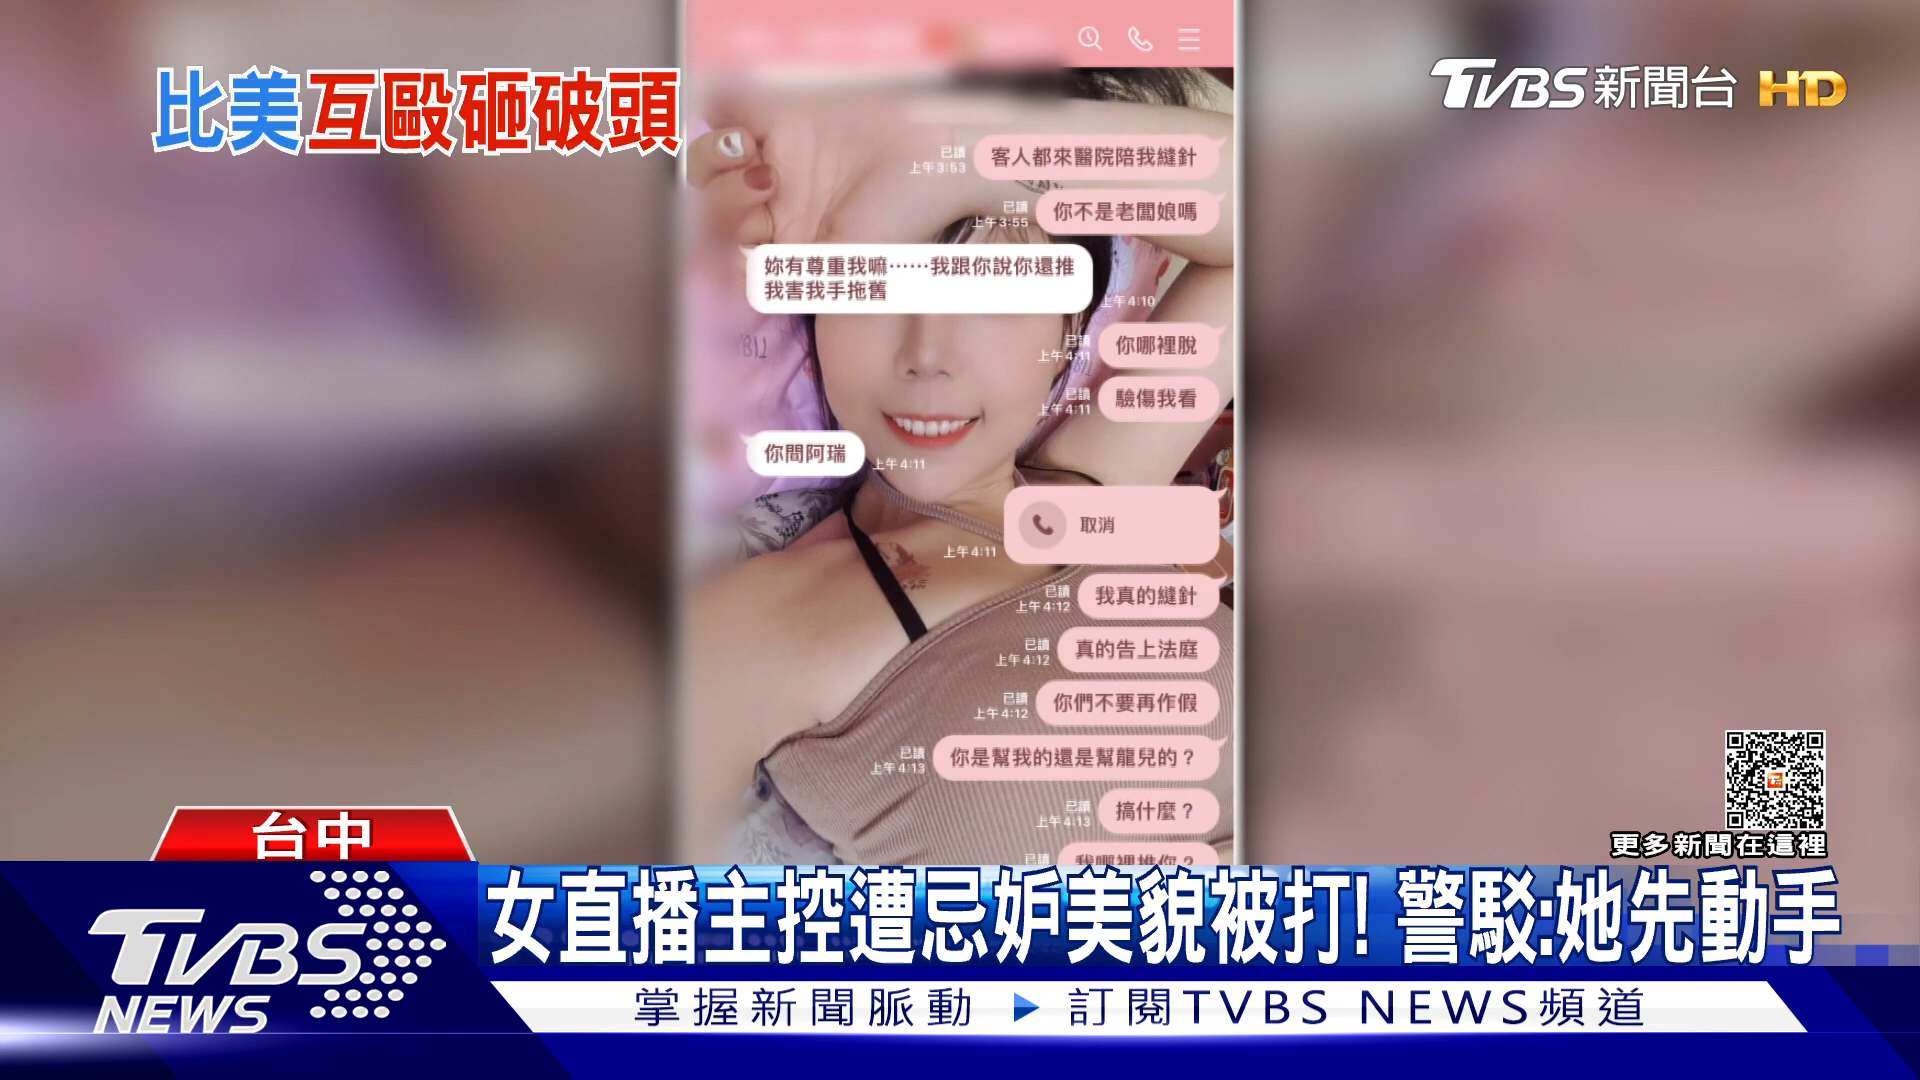 比美互毆砸破頭
TVBS新聞台 HD
已讀
上午3:53
客人都來醫院陪我縫針
已讀
上午3:55
你不是老闆娘嗎
妳有尊重我嘛……我跟你說你還推
我害我手拖舊
上午4:10
已讀
上午4:11
你哪裡脫
已讀
上午4:11
驗傷我看
你問阿瑞
上午4:11
取消
上午4:11
已讀
上午4:12
我真的縫針
已讀
上午4:12
真的告上法庭
已讀
上午4:12
你們不要再作假
已讀
上午4:13
你是幫我的還是幫龍兒的？
已讀
上午4:13
搞什麼？
已讀
我哪裡推你？
更多新聞在這裡
台中
女直播主控遭忌妒美貌被打! 警駁:她先動手
TVBS
NEWS
掌握新聞脈動 ▶ 訂閱TVBS NEWS頻道